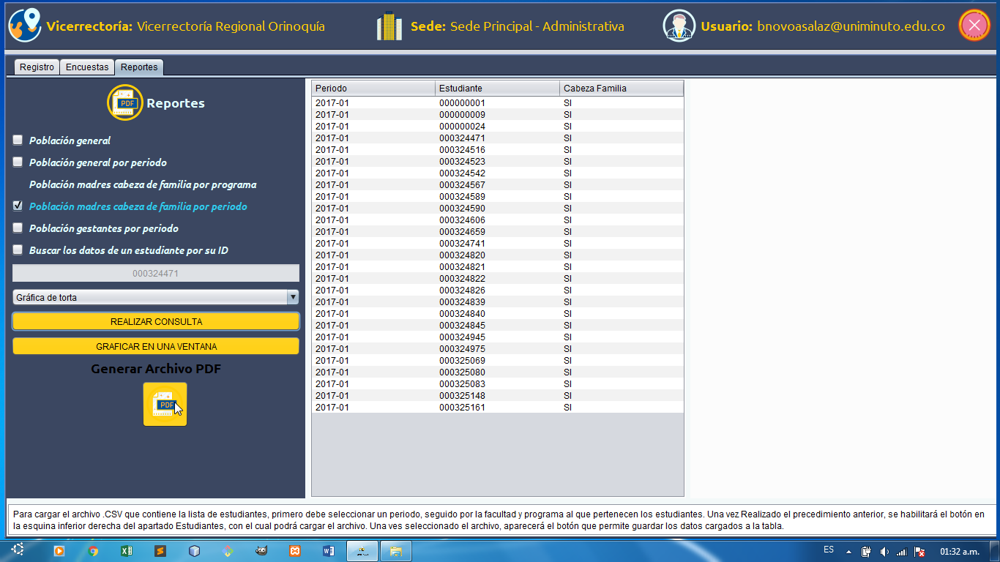 Vicerrectoría: Vicerrectoría Regional Orinoquía
Sede: Sede Principal - Administrativa
Usuario: bnovoasalaz@uniminuto.edu.co
Registro Encuestas Reportes
PDF Reportes
Población general
Población general por periodo
Población madres cabeza de familia por programa
Población madres cabeza de familia por periodo
Población gestantes por periodo
Buscar los datos de un estudiante por su ID
000324471
Gráfica de torta
REALIZAR CONSULTA
GRAFICAR EN UNA VENTANA
Generar Archivo PDF
PDF
Periodo Estudiante Cabeza Familia
2017-01 000000001 SI
2017-01 000000009 SI
2017-01 000000024 SI
2017-01 000324471 SI
2017-01 000324516 SI
2017-01 000324523 SI
2017-01 000324542 SI
2017-01 000324567 SI
2017-01 000324589 SI
2017-01 000324590 SI
2017-01 000324606 SI
2017-01 000324659 SI
2017-01 000324741 SI
2017-01 000324820 SI
2017-01 000324821 SI
2017-01 000324822 SI
2017-01 000324826 SI
2017-01 000324839 SI
2017-01 000324840 SI
2017-01 000324845 SI
2017-01 000324945 SI
2017-01 000324975 SI
2017-01 000325069 SI
2017-01 000325080 SI
2017-01 000325083 SI
2017-01 000325148 SI
2017-01 000325161 SI
Para cargar el archivo .CSV que contiene la lista de estudiantes, primero debe seleccionar un periodo, seguido por la facultad y programa al que pertenecen los estudiantes. Una vez Realizado el precedimiento anterior, se habilitará el botón en
la esquina inferior derecha del apartado Estudiantes, con el cual podrá cargar el archivo. Una ves seleccionado el archivo, aparecerá el botón que permite guardar los datos cargados a la tabla.
ES 01:32 a.m.